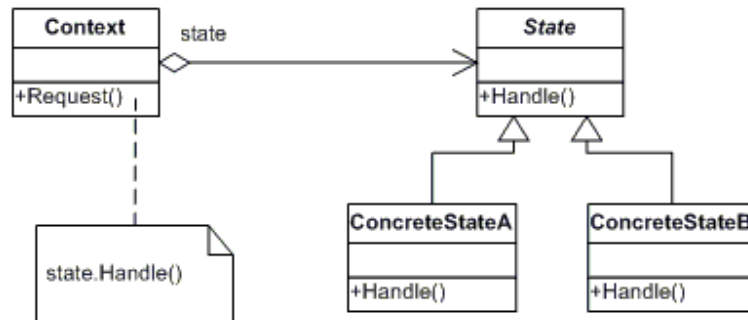 Context
state
State
+Request()
+Handle()
ConcreteStateA
ConcreteStateB
state.Handle()
+Handle()
+Handle()